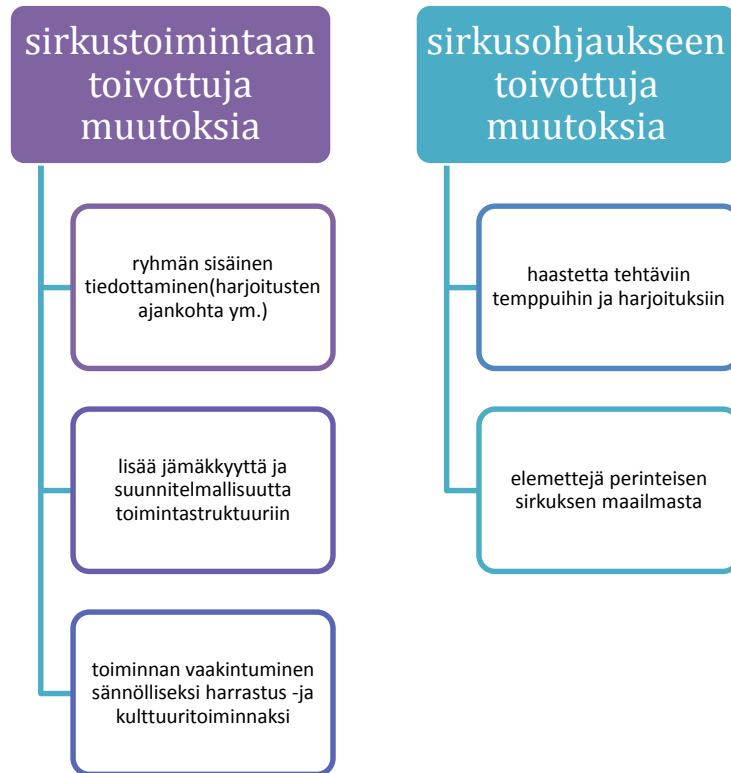 sirkustoimintaan
toivottuja
muutoksia
ryhmän sisäinen
tiedottaminen(harjoitusten
ajankohta ym.)
lisää jämäkkyyttä ja
suunnitelmallisuutta
toimintastruktuuriin
toiminnan vaakintuminen
sännölliseksi harrastus -ja
kulttuuritoiminnaksi
sirkusohjaukseen
toivottuja
muutoksia
haastetta tehtäviin
temppuihin ja harjoituksiin
elemettejä perinteisen
sirkuksen maailmasta